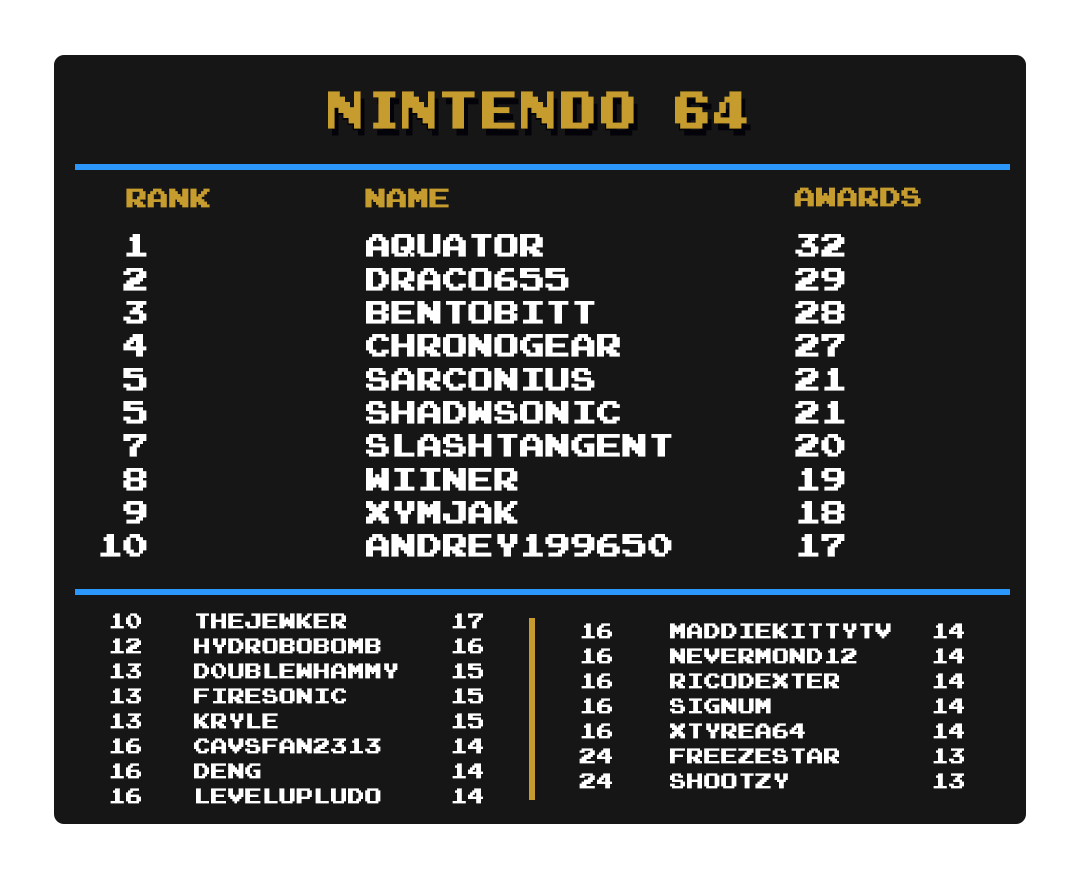 NINTENDO 64
RANK NAME AWARDS
1 AQUATOR 32
2 DRACO655 29
3 BENTOBITT 28
4 CHRONOGEAR 27
5 SARCONIUS 21
5 SHADWSONIC 21
7 SLASHTANGENT 20
8 WIINER 19
9 XYMJAK 18
10 ANDREY199650 17
10 THEJEWKER 17
12 HYDROBOBOMB 16
13 DOUBLEWHAMMY 15
13 FIRESONIC 15
13 KRYLE 15
16 CAVSFAN2313 14
16 DENG 14
16 LEVELUPLUDO 14
16 MADDIEKITTYTV 14
16 NEVERMOND12 14
16 RICODEXTER 14
16 SIGNUM 14
16 XTYREA64 14
24 FREEZESTAR 13
24 SHOOTZY 13